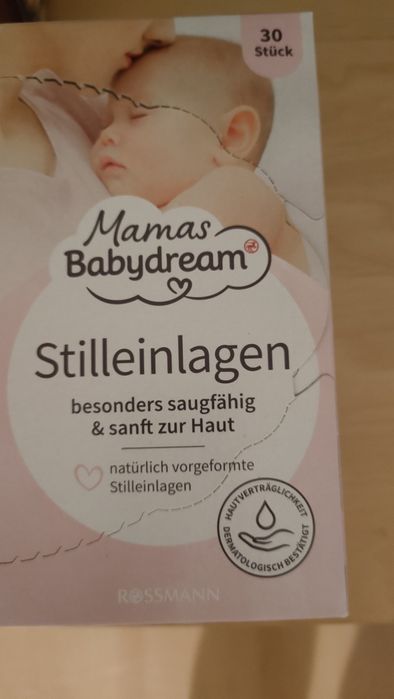 30
Stück
Mamas
Babydream
Stilleinlagen
besonders saugfähig
& sanft zur Haut
natürlich vorgeformte
Stilleinlagen
HAUTVERTRÄGLICHKEIT
DERMATOLOGISCH BESTÄTIGT
ROSSMANN